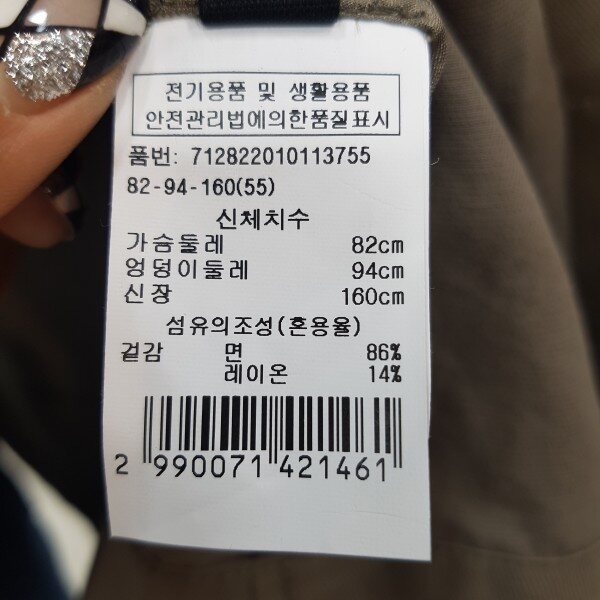 전기용품 및 생활용품
안전관리법에의한품질표시
품번: 712822010113755
82-94-160(55)
신체치수
가슴둘레 82cm
엉덩이둘레 94cm
신장 160cm
섬유의조성(혼용율)
겉감 면 86%
레이온 14%
2 990071 421461